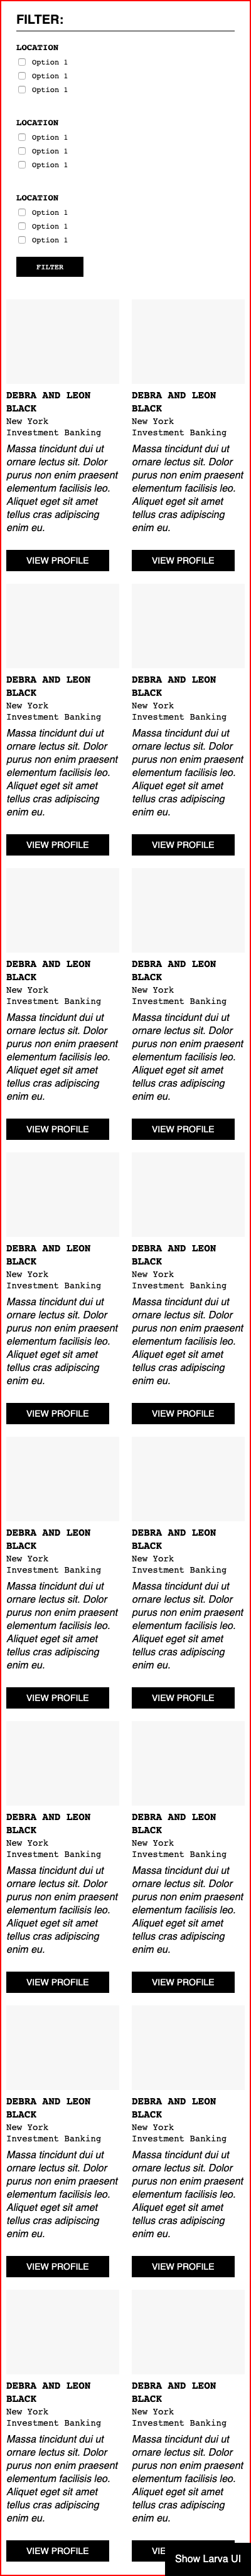 FILTER:
LOCATION
Option 1
Option 1
Option 1
LOCATION
Option 1
Option 1
Option 1
LOCATION
Option 1
Option 1
Option 1
FILTER
DEBRA AND LEON
BLACK
New York
Investment Banking
Massa tincidunt dui ut
ornare lectus sit. Dolor
purus non enim praesent
elementum facilisis leo.
Aliquet eget sit amet
tellus cras adipiscing
enim eu.
VIEW PROFILE
DEBRA AND LEON
BLACK
New York
Investment Banking
Massa tincidunt dui ut
ornare lectus sit. Dolor
purus non enim praesent
elementum facilisis leo.
Aliquet eget sit amet
tellus cras adipiscing
enim eu.
VIEW PROFILE
DEBRA AND LEON
BLACK
New York
Investment Banking
Massa tincidunt dui ut
ornare lectus sit. Dolor
purus non enim praesent
elementum facilisis leo.
Aliquet eget sit amet
tellus cras adipiscing
enim eu.
VIEW PROFILE
DEBRA AND LEON
BLACK
New York
Investment Banking
Massa tincidunt dui ut
ornare lectus sit. Dolor
purus non enim praesent
elementum facilisis leo.
Aliquet eget sit amet
tellus cras adipiscing
enim eu.
VIEW PROFILE
DEBRA AND LEON
BLACK
New York
Investment Banking
Massa tincidunt dui ut
ornare lectus sit. Dolor
purus non enim praesent
elementum facilisis leo.
Aliquet eget sit amet
tellus cras adipiscing
enim eu.
VIEW PROFILE
DEBRA AND LEON
BLACK
New York
Investment Banking
Massa tincidunt dui ut
ornare lectus sit. Dolor
purus non enim praesent
elementum facilisis leo.
Aliquet eget sit amet
tellus cras adipiscing
enim eu.
VIEW PROFILE
DEBRA AND LEON
BLACK
New York
Investment Banking
Massa tincidunt dui ut
ornare lectus sit. Dolor
purus non enim praesent
elementum facilisis leo.
Aliquet eget sit amet
tellus cras adipiscing
enim eu.
VIEW PROFILE
DEBRA AND LEON
BLACK
New York
Investment Banking
Massa tincidunt dui ut
ornare lectus sit. Dolor
purus non enim praesent
elementum facilisis leo.
Aliquet eget sit amet
tellus cras adipiscing
enim eu.
VIEW PROFILE
DEBRA AND LEON
BLACK
New York
Investment Banking
Massa tincidunt dui ut
ornare lectus sit. Dolor
purus non enim praesent
elementum facilisis leo.
Aliquet eget sit amet
tellus cras adipiscing
enim eu.
VIEW PROFILE
DEBRA AND LEON
BLACK
New York
Investment Banking
Massa tincidunt dui ut
ornare lectus sit. Dolor
purus non enim praesent
elementum facilisis leo.
Aliquet eget sit amet
tellus cras adipiscing
enim eu.
VIEW PROFILE
DEBRA AND LEON
BLACK
New York
Investment Banking
Massa tincidunt dui ut
ornare lectus sit. Dolor
purus non enim praesent
elementum facilisis leo.
Aliquet eget sit amet
tellus cras adipiscing
enim eu.
VIEW PROFILE
DEBRA AND LEON
BLACK
New York
Investment Banking
Massa tincidunt dui ut
ornare lectus sit. Dolor
purus non enim praesent
elementum facilisis leo.
Aliquet eget sit amet
tellus cras adipiscing
enim eu.
VIEW PROFILE
DEBRA AND LEON
BLACK
New York
Investment Banking
Massa tincidunt dui ut
ornare lectus sit. Dolor
purus non enim praesent
elementum facilisis leo.
Aliquet eget sit amet
tellus cras adipiscing
enim eu.
VIEW PROFILE
DEBRA AND LEON
BLACK
New York
Investment Banking
Massa tincidunt dui ut
ornare lectus sit. Dolor
purus non enim praesent
elementum facilisis leo.
Aliquet eget sit amet
tellus cras adipiscing
enim eu.
VIEW PROFILE
DEBRA AND LEON
BLACK
New York
Investment Banking
Massa tincidunt dui ut
ornare lectus sit. Dolor
purus non enim praesent
elementum facilisis leo.
Aliquet eget sit amet
tellus cras adipiscing
enim eu.
VIEW PROFILE
DEBRA AND LEON
BLACK
New York
Investment Banking
Massa tincidunt dui ut
ornare lectus sit. Dolor
purus non enim praesent
elementum facilisis leo.
Aliquet eget sit amet
tellus cras adipiscing
enim eu.
Show Larva UI